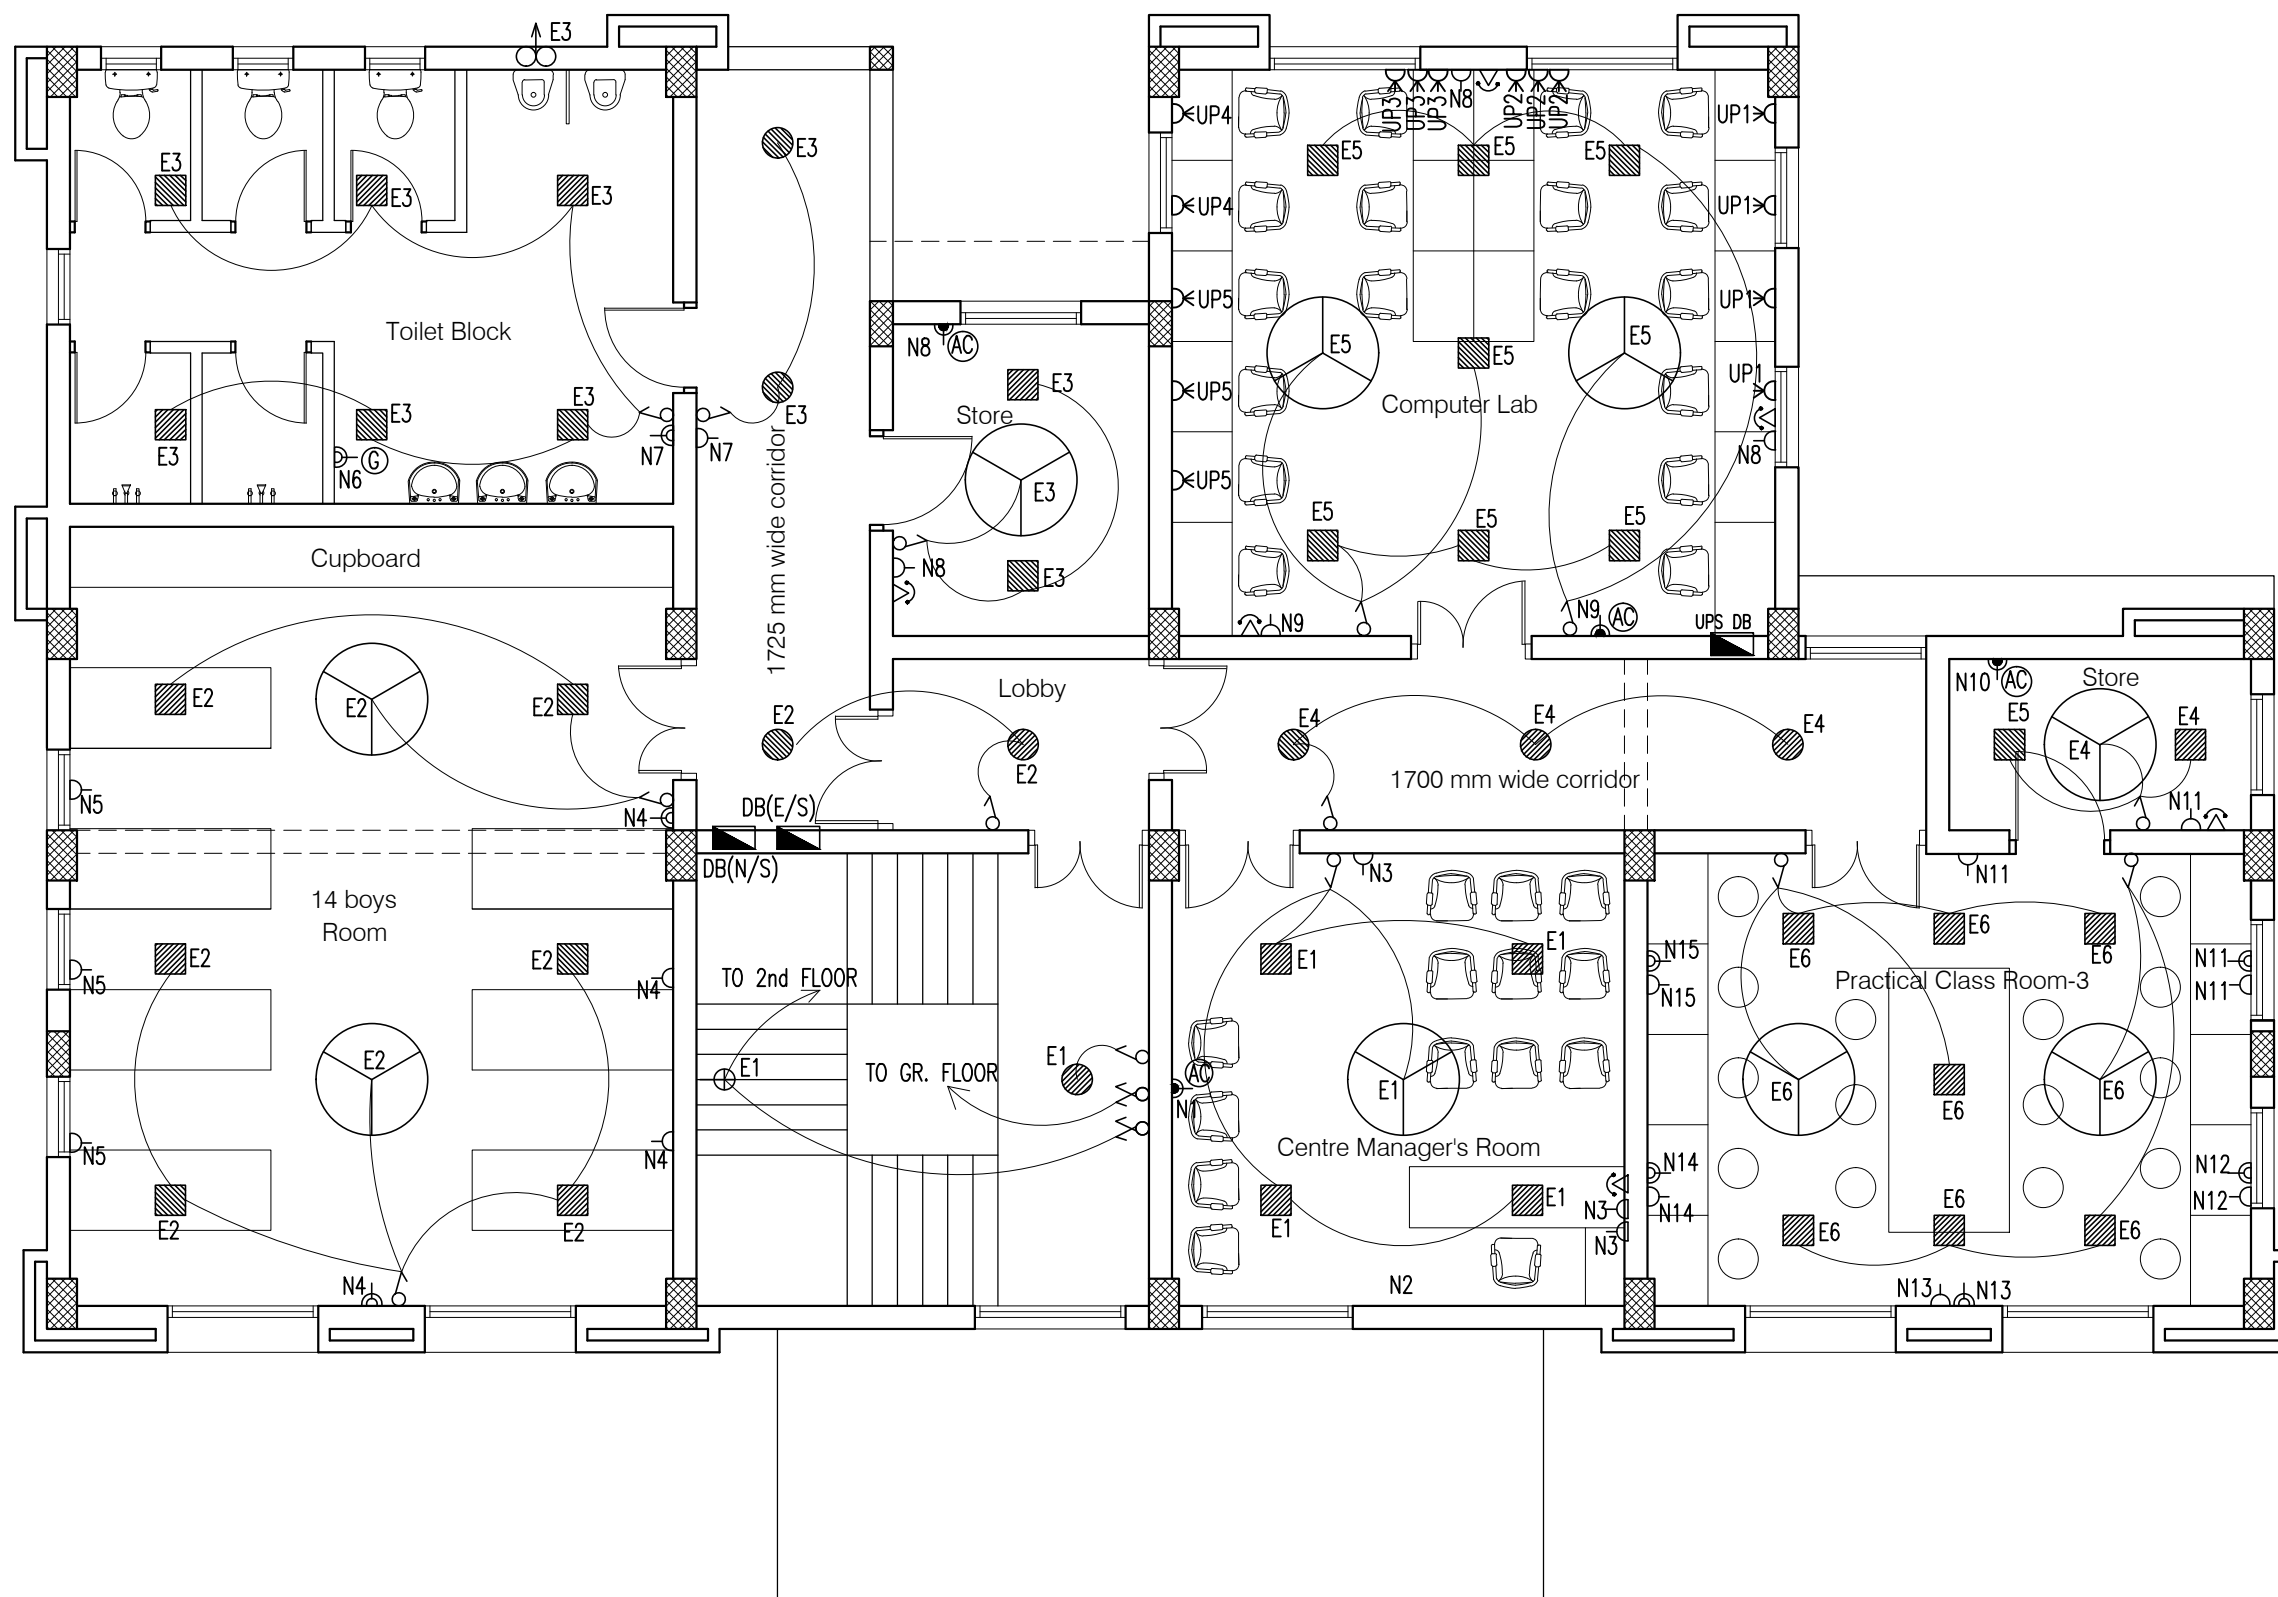 E3
UP3
UP3
UP3
N8
UP2
UP2
UP2
UP4
UP1
E3
E3
E3
E3
E5
E5
E5
UP4
UP1
Toilet Block
UP5
UP1
N8
AC
E5
E5
E5
E3
Store
UP5
Computer Lab
UP1
E3
E3
E3
E3
N6
G
N7
N7
1725 mm wide corridor
E3
UP5
N8
Cupboard
N8
E3
E5
E5
E5
N9
N9
AC
UPS DB
E2
E2
E2
Lobby
N10
AC
Store
E2
E2
E4
E4
E4
E5
E4
E4
1700 mm wide corridor
N5
N4
DB(E/S)
N11
DB(N/S)
N3
N11
14 boys
Room
E2
E2
E1
E1
E6
E6
E6
N15
N11
N5
N4
TO 2nd FLOOR
N15
Practical Class Room-3
N11
E2
E1
TO GR. FLOOR
E1
AC
N1
E1
E6
E6
E6
N5
N4
Centre Manager's Room
N14
N12
E2
E2
E1
E1
N3
N14
N12
N3
E6
E6
E6
N4
N2
N13
N13